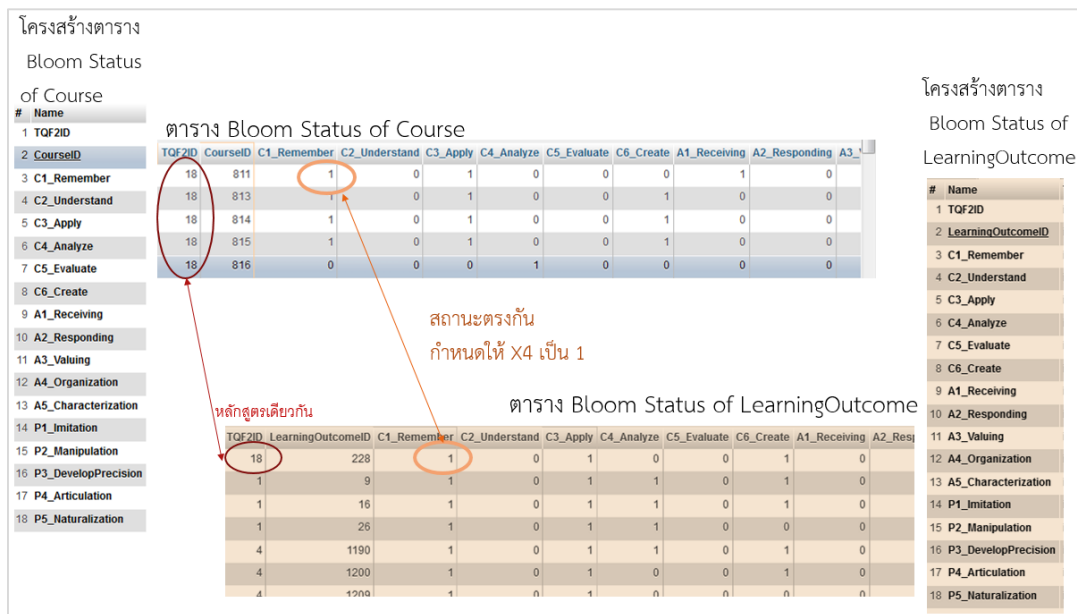 โครงสร้างตาราง
Bloom Status
of Course
# Name
1 TQF2ID
2 CourseID
3 C1_Remember
4 C2_Understand
5 C3_Apply
6 C4_Analyze
7 C5_Evaluate
8 C6_Create
9 A1_Receiving
10 A2_Responding
11 A3_Valuing
12 A4_Organization
13 A5_Characterization
14 P1_Imitation
15 P2_Manipulation
16 P3_DevelopPrecision
17 P4_Articulation
18 P5_Naturalization
ตาราง Bloom Status of Course
TQF2ID CourseID C1_Remember C2_Understand C3_Apply C4_Analyze C5_Evaluate C6_Create A1_Receiving A2_Responding A3_
18 811 1 0 1 0 0 0 1 0
18 813 1 0 1 0 0 1 0 0
18 814 1 0 1 0 0 1 0 0
18 815 1 0 1 0 0 1 0 0
18 816 0 0 0 1 0 0 0 0
สถานะตรงกัน
กำหนดให้ X4 เป็น 1
หลักสูตรเดียวกัน
ตาราง Bloom Status of LearningOutcome
TQF2ID LearningOutcomeID C1_Remember C2_Understand C3_Apply C4_Analyze C5_Evaluate C6_Create A1_Receiving A2_Resp
18 228 1 0 1 0 0 1 0
1 9 1 0 1 1 0 1 0
1 16 1 0 1 1 0 1 0
1 26 1 0 1 1 0 0 0
4 1190 1 0 1 1 0 1 0
4 1200 1 0 1 0 0 1 0
4 1209 1 0 1 1 0 1 0
โครงสร้างตาราง
Bloom Status of
LearningOutcome
# Name
1 TQF2ID
2 LearningOutcomeID
3 C1_Remember
4 C2_Understand
5 C3_Apply
6 C4_Analyze
7 C5_Evaluate
8 C6_Create
9 A1_Receiving
10 A2_Responding
11 A3_Valuing
12 A4_Organization
13 A5_Characterization
14 P1_Imitation
15 P2_Manipulation
16 P3_DevelopPrecision
17 P4_Articulation
18 P5_Naturalization